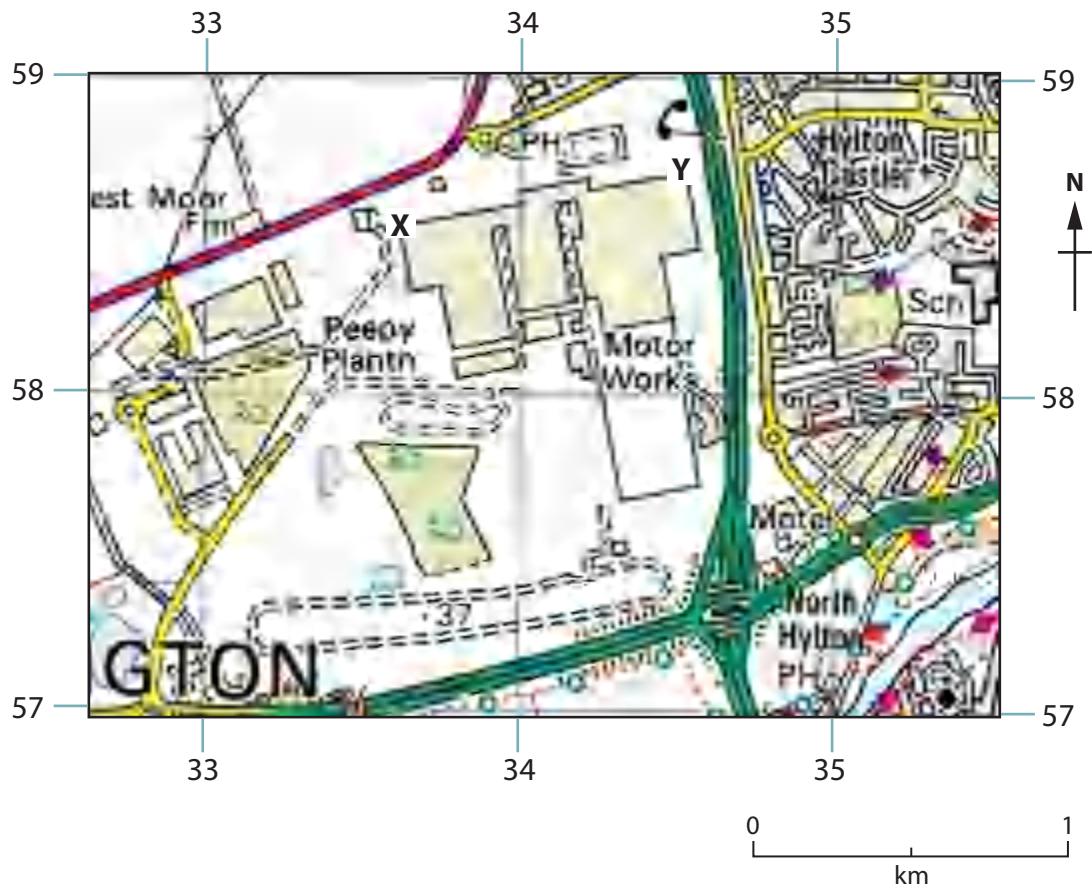 33 34 35
59 59
PH
Hylton
Castle
Y
N
est Moor
Fm
X
Sch
Peepy
Plantn
Motor
Works
58 58
Motel
37
North
Hylton
PH
GTON
57 57
33 34 35
0 1
km